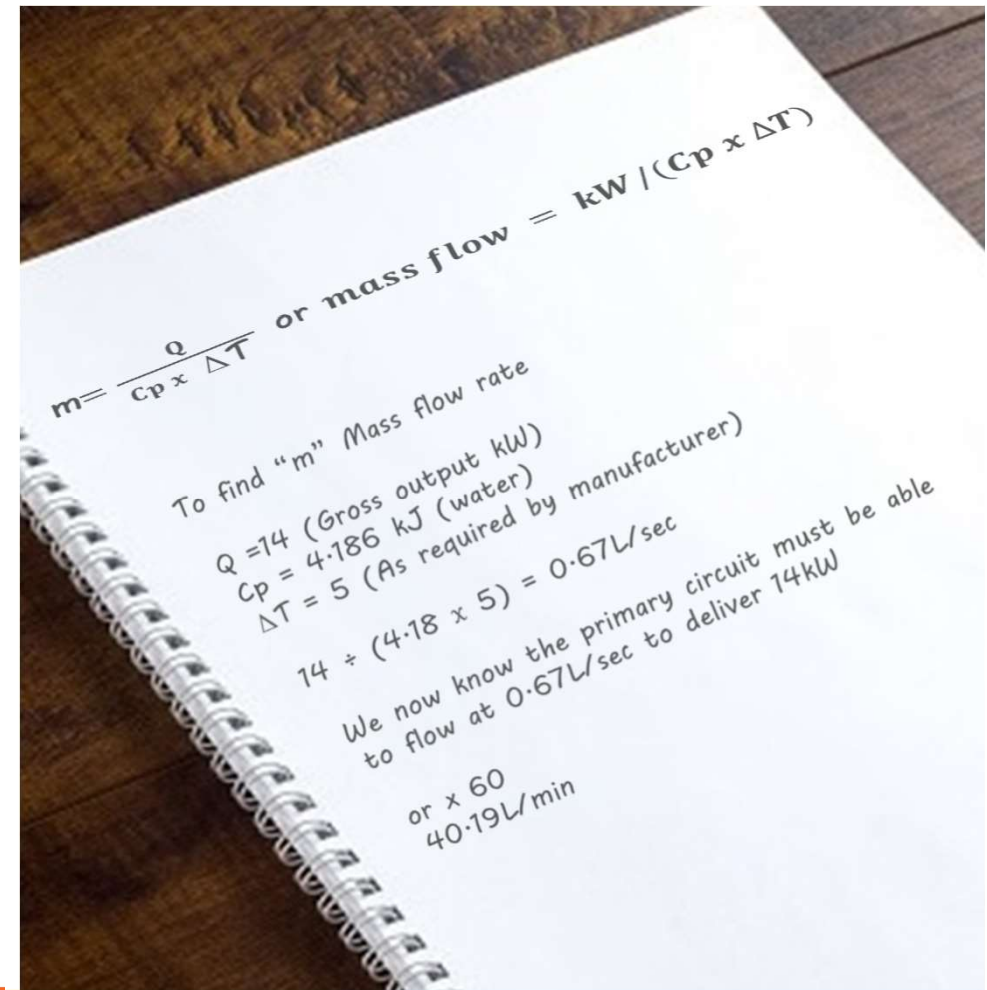 m= Q / Cp x ΔT or mass flow = kW /(Cp x ΔT)
To find “m” Mass flow rate
Q =14 (Gross output kW)
Cp = 4.186 kJ (water)
ΔT = 5 (As required by manufacturer)
14 ÷ (4.18 x 5) = 0.67L/sec
We now know the primary circuit must be able
to flow at 0.67L/sec to deliver 14kW
or x 60
40.19L/min